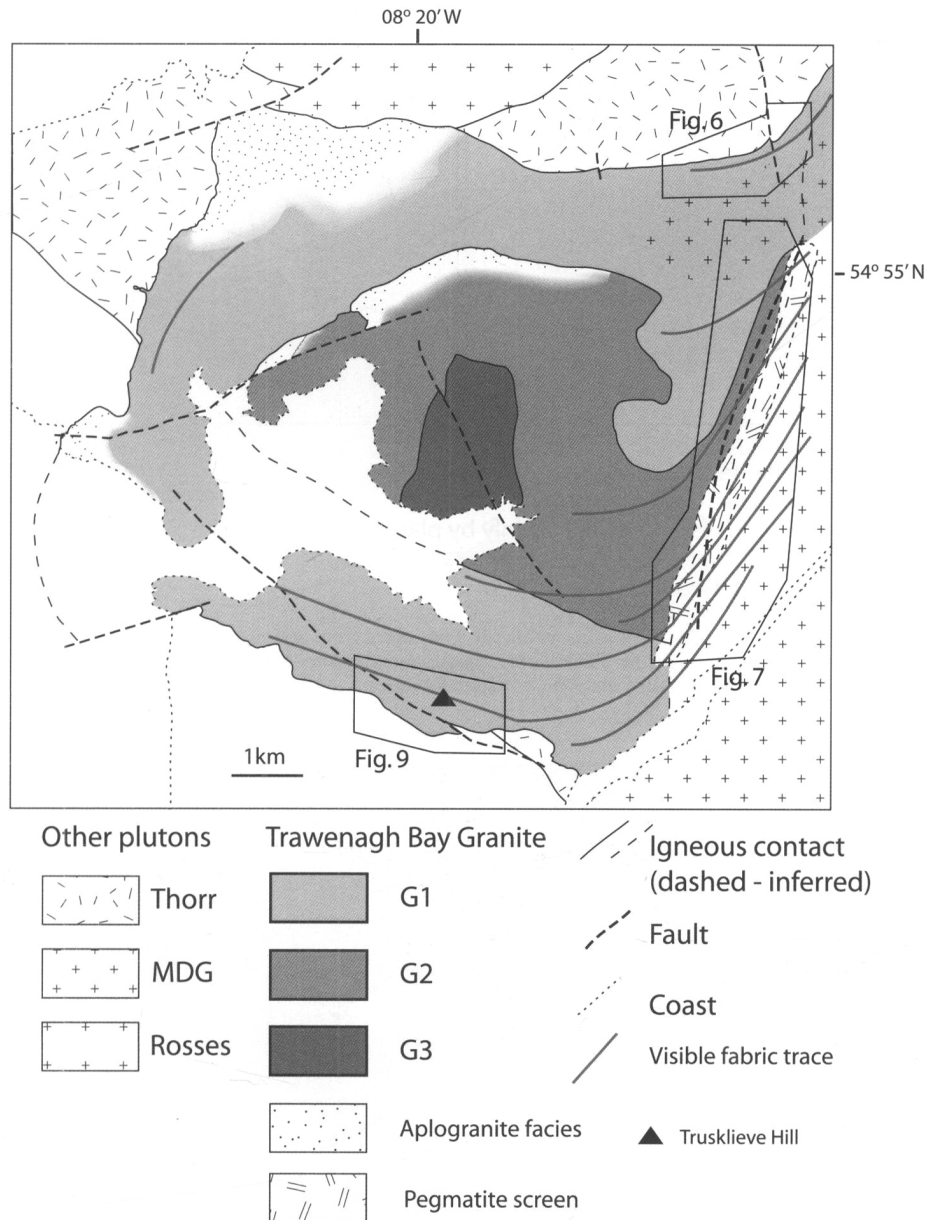 08° 20' W
Fig. 6
54° 55' N
Fig. 7
1km
Fig. 9
Other plutons
Thorr
MDG
Rosses
Trawenagh Bay Granite
G1
G2
G3
Aplogranite facies
Pegmatite screen
Igneous contact
(dashed - inferred)
Fault
Coast
Visible fabric trace
Trusklieve Hill